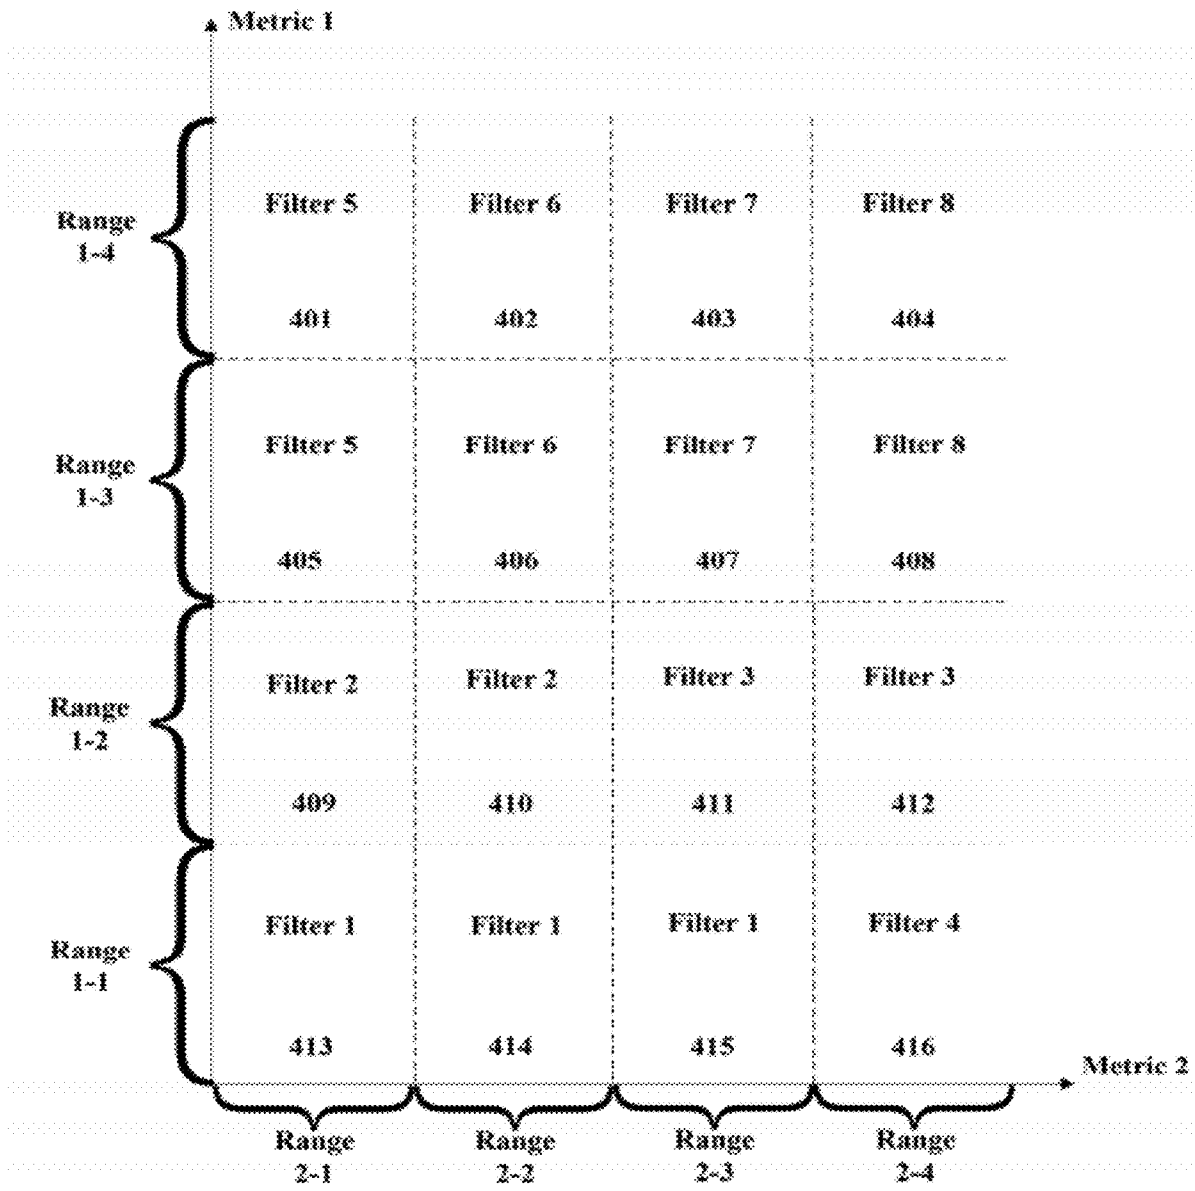 Metric 1
Filter 5 Filter 6 Filter 7 Filter 8
Range
1-4
401 402 403 404
Filter 5 Filter 6 Filter 7 Filter 8
Range
1-3
405 406 407 408
Filter 2 Filter 2 Filter 3 Filter 3
Range
1-2
409 410 411 412
Filter 1 Filter 1 Filter 1 Filter 4
Range
1-1
413 414 415 416
Metric 2
Range Range Range Range
2-1 2-2 2-3 2-4